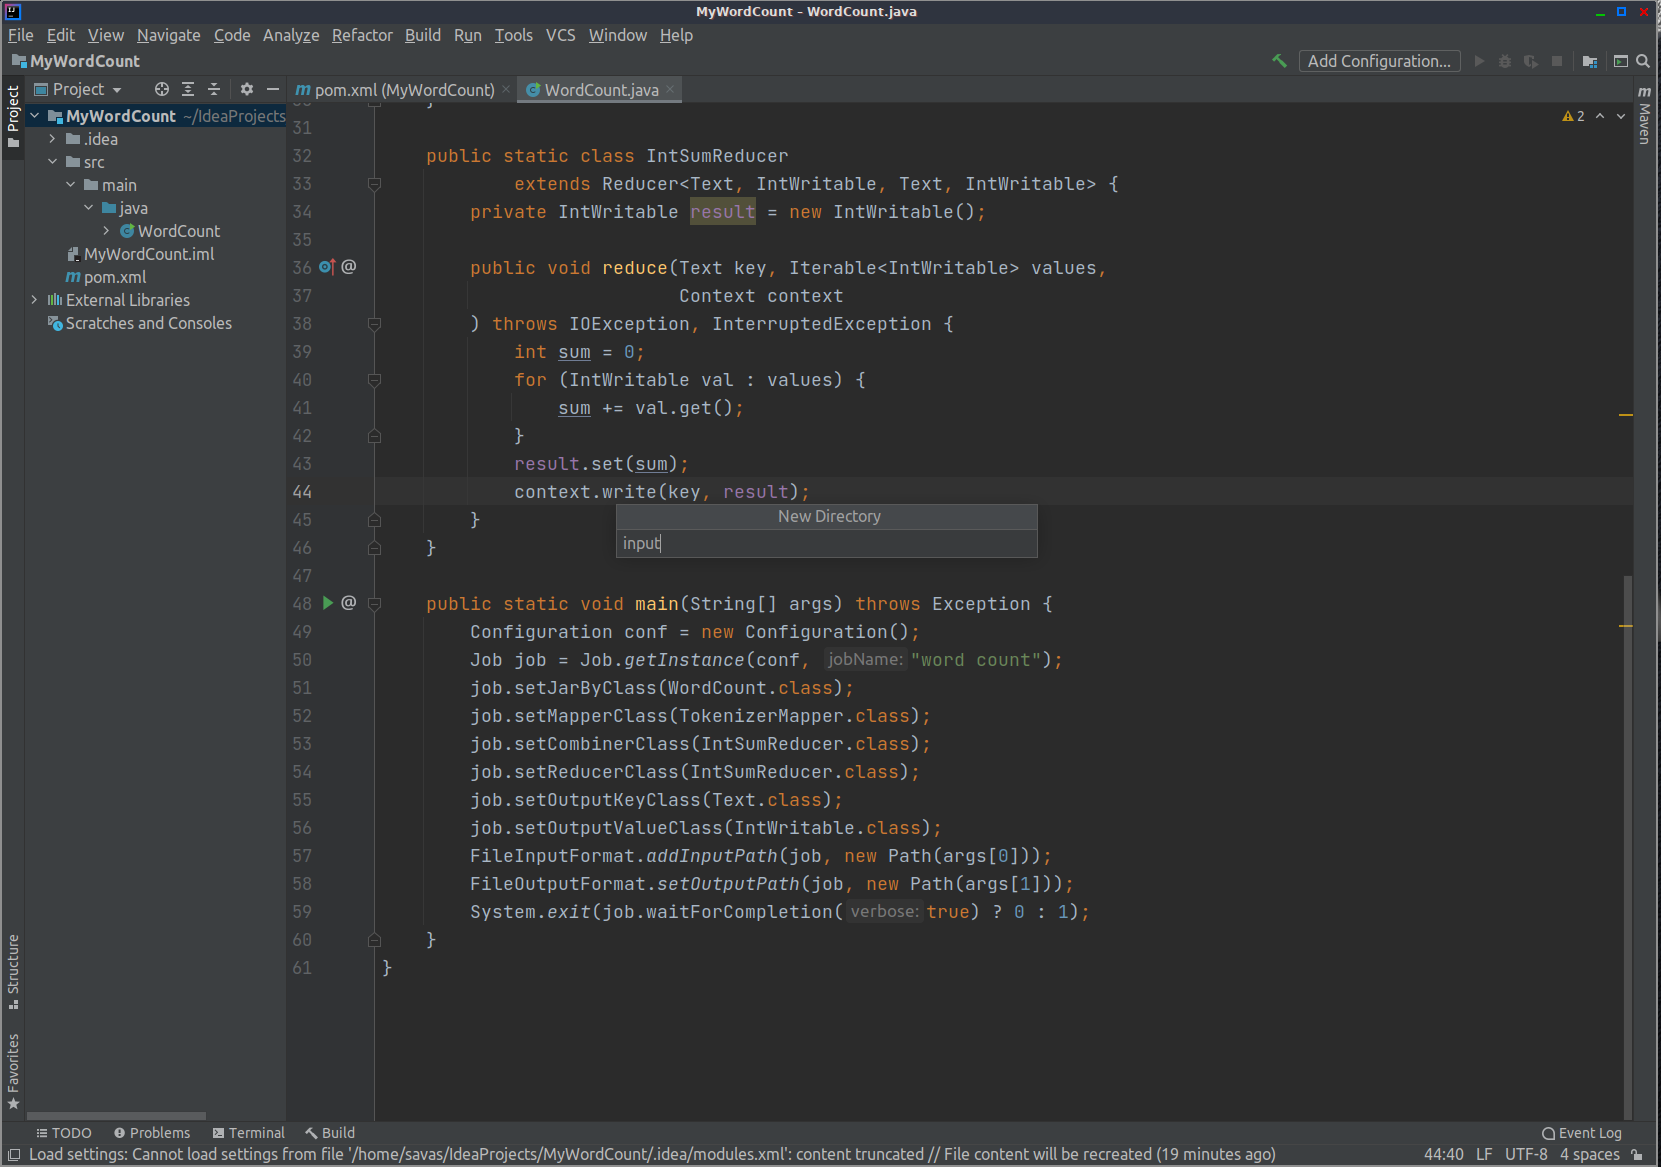 MyWordCount – WordCount.java
File Edit View Navigate Code Analyze Refactor Build Run Tools VCS Window Help
MyWordCount
Add Configuration...
Project
pom.xml (MyWordCount)
WordCount.java
Project
Maven
2
MyWordCount ~/IdeaProjects
.idea
src
main
java
WordCount
MyWordCount.iml
pom.xml
External Libraries
Scratches and Consoles
31
32 public static class IntSumReducer
33 extends Reducer<Text, IntWritable, Text, IntWritable> {
34 private IntWritable result = new IntWritable();
35
36 @ public void reduce(Text key, Iterable<IntWritable> values,
37 Context context
38 ) throws IOException, InterruptedException {
39 int sum = 0;
40 for (IntWritable val : values) {
41 sum += val.get();
42 }
43 result.set(sum);
44 context.write(key, result);
45 }
46 }
New Directory
input
47
48 @ public static void main(String[] args) throws Exception {
49 Configuration conf = new Configuration();
50 Job job = Job.getInstance(conf, jobName: "word count");
51 job.setJarByClass(WordCount.class);
52 job.setMapperClass(TokenizerMapper.class);
53 job.setCombinerClass(IntSumReducer.class);
54 job.setReducerClass(IntSumReducer.class);
55 job.setOutputKeyClass(Text.class);
56 job.setOutputValueClass(IntWritable.class);
57 FileInputFormat.addInputPath(job, new Path(args[0]));
58 FileOutputFormat.setOutputPath(job, new Path(args[1]));
59 System.exit(job.waitForCompletion( verbose: true) ? 0 : 1);
60 }
61 }
Structure
Favorites
TODO Problems Terminal Build Event Log
Load settings: Cannot load settings from file '/home/savas/IdeaProjects/MyWordCount/.idea/modules.xml': content truncated // File content will be recreated (19 minutes ago) 44:40 LF UTF-8 4 spaces